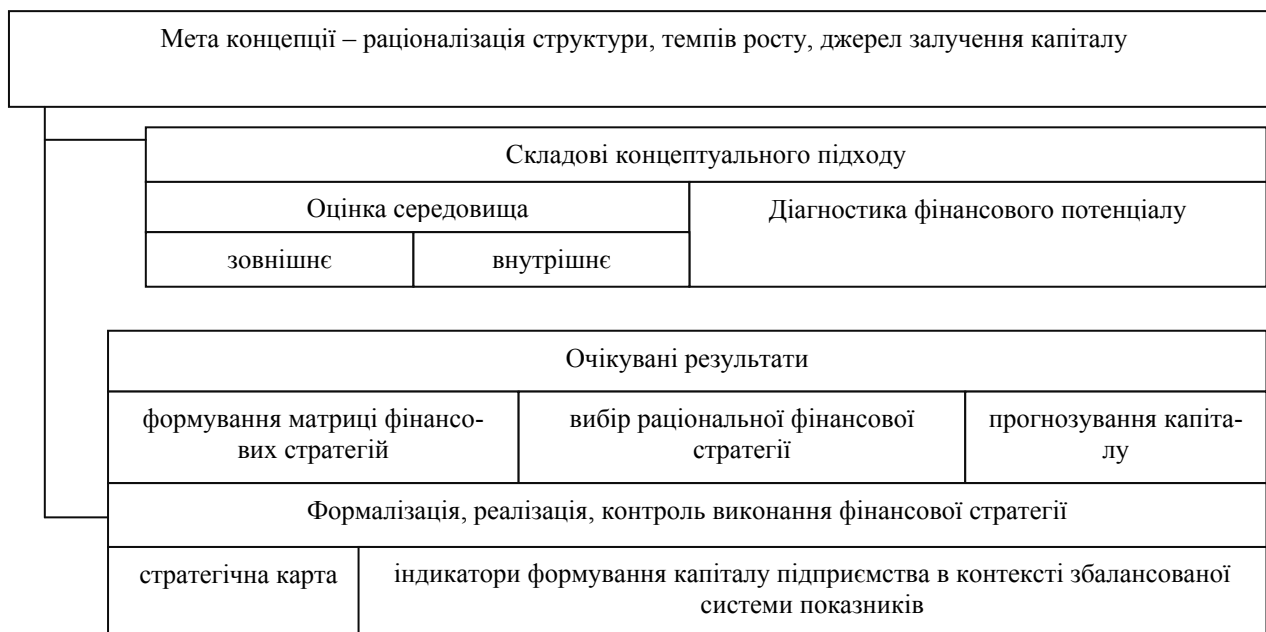 Мета концепції – раціоналізація структури, темпів росту, джерел залучення капіталу
Складові концептуального підходу
Оцінка середовища
Діагностика фінансового потенціалу
зовнішнє
внутрішнє
Очікувані результати
формування матриці фінансо-
вих стратегій
вибір раціональної фінансової
стратегії
прогнозування капіта-
лу
Формалізація, реалізація, контроль виконання фінансової стратегії
стратегічна карта
індикатори формування капіталу підприємства в контексті збалансованої
системи показників